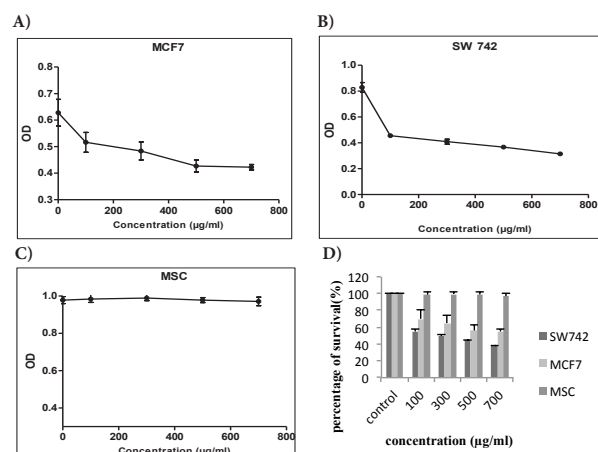 A)
MCF7
0.8
0.7
0.6
0.5
0.4
0.3
OD
0 200 400 600 800
Concentration (µg/ml)
B)
SW 742
1.0
0.8
0.6
0.4
0.2
0.0
OD
0 200 400 600 800
Concentration (µg/ml)
C)
MSC
1.0
0.8
0.6
0.4
OD
0 200 400 600 800
Concentration (µg/ml)
D)
120
100
80
60
40
20
0
percentage of survival(%)
control 100 300 500 700
concentration (µg/ml)
SW742
MCF7
MSC